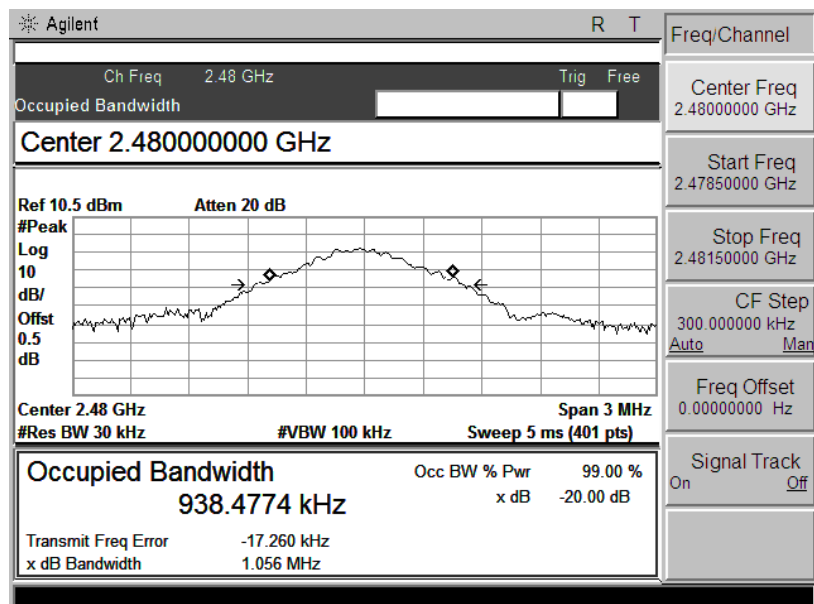 Agilent R T
Freq/Channel
Ch Freq 2.48 GHz Trig Free
Occupied Bandwidth
Center 2.480000000 GHz
Center Freq
2.48000000 GHz
Start Freq
2.47850000 GHz
Stop Freq
2.48150000 GHz
CF Step
300.000000 kHz
Auto Man
Freq Offset
0.00000000 Hz
Signal Track
On Off
Ref 10.5 dBm Atten 20 dB
#Peak
Log
10
dB/
Offst
0.5
dB
Center 2.48 GHz Span 3 MHz
#Res BW 30 kHz #VBW 100 kHz Sweep 5 ms (401 pts)
Occupied Bandwidth Occ BW % Pwr 99.00 %
938.4774 kHz x dB -20.00 dB
Transmit Freq Error -17.260 kHz
x dB Bandwidth 1.056 MHz